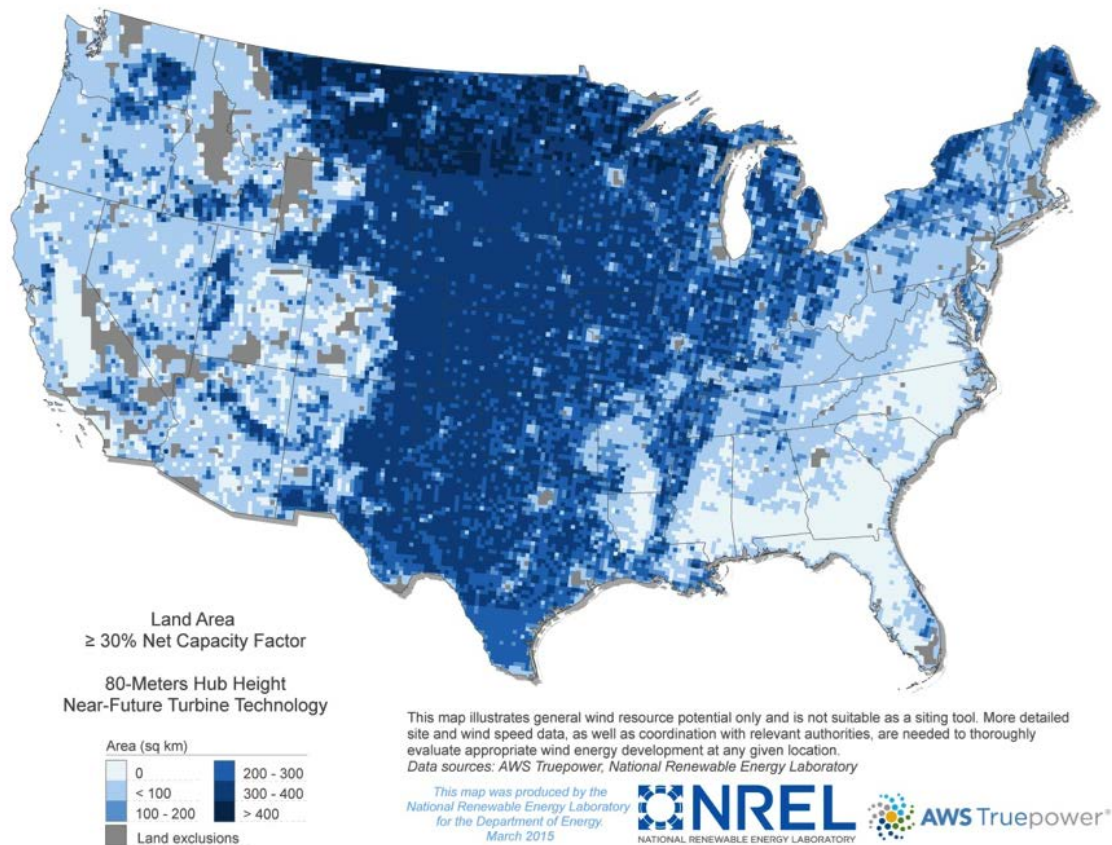 Land Area
≥ 30% Net Capacity Factor
80-Meters Hub Height
Near-Future Turbine Technology
Area (sq km)
0
< 100
100 - 200
200 - 300
300 - 400
> 400
Land exclusions
This map illustrates general wind resource potential only and is not suitable as a siting tool. More detailed
site and wind speed data, as well as coordination with relevant authorities, are needed to thoroughly
evaluate appropriate wind energy development at any given location.
Data sources: AWS Truepower, National Renewable Energy Laboratory
This map was produced by the
National Renewable Energy Laboratory
for the Department of Energy.
March 2015
NREL
NATIONAL RENEWABLE ENERGY LABORATORY
AWS Truepower®